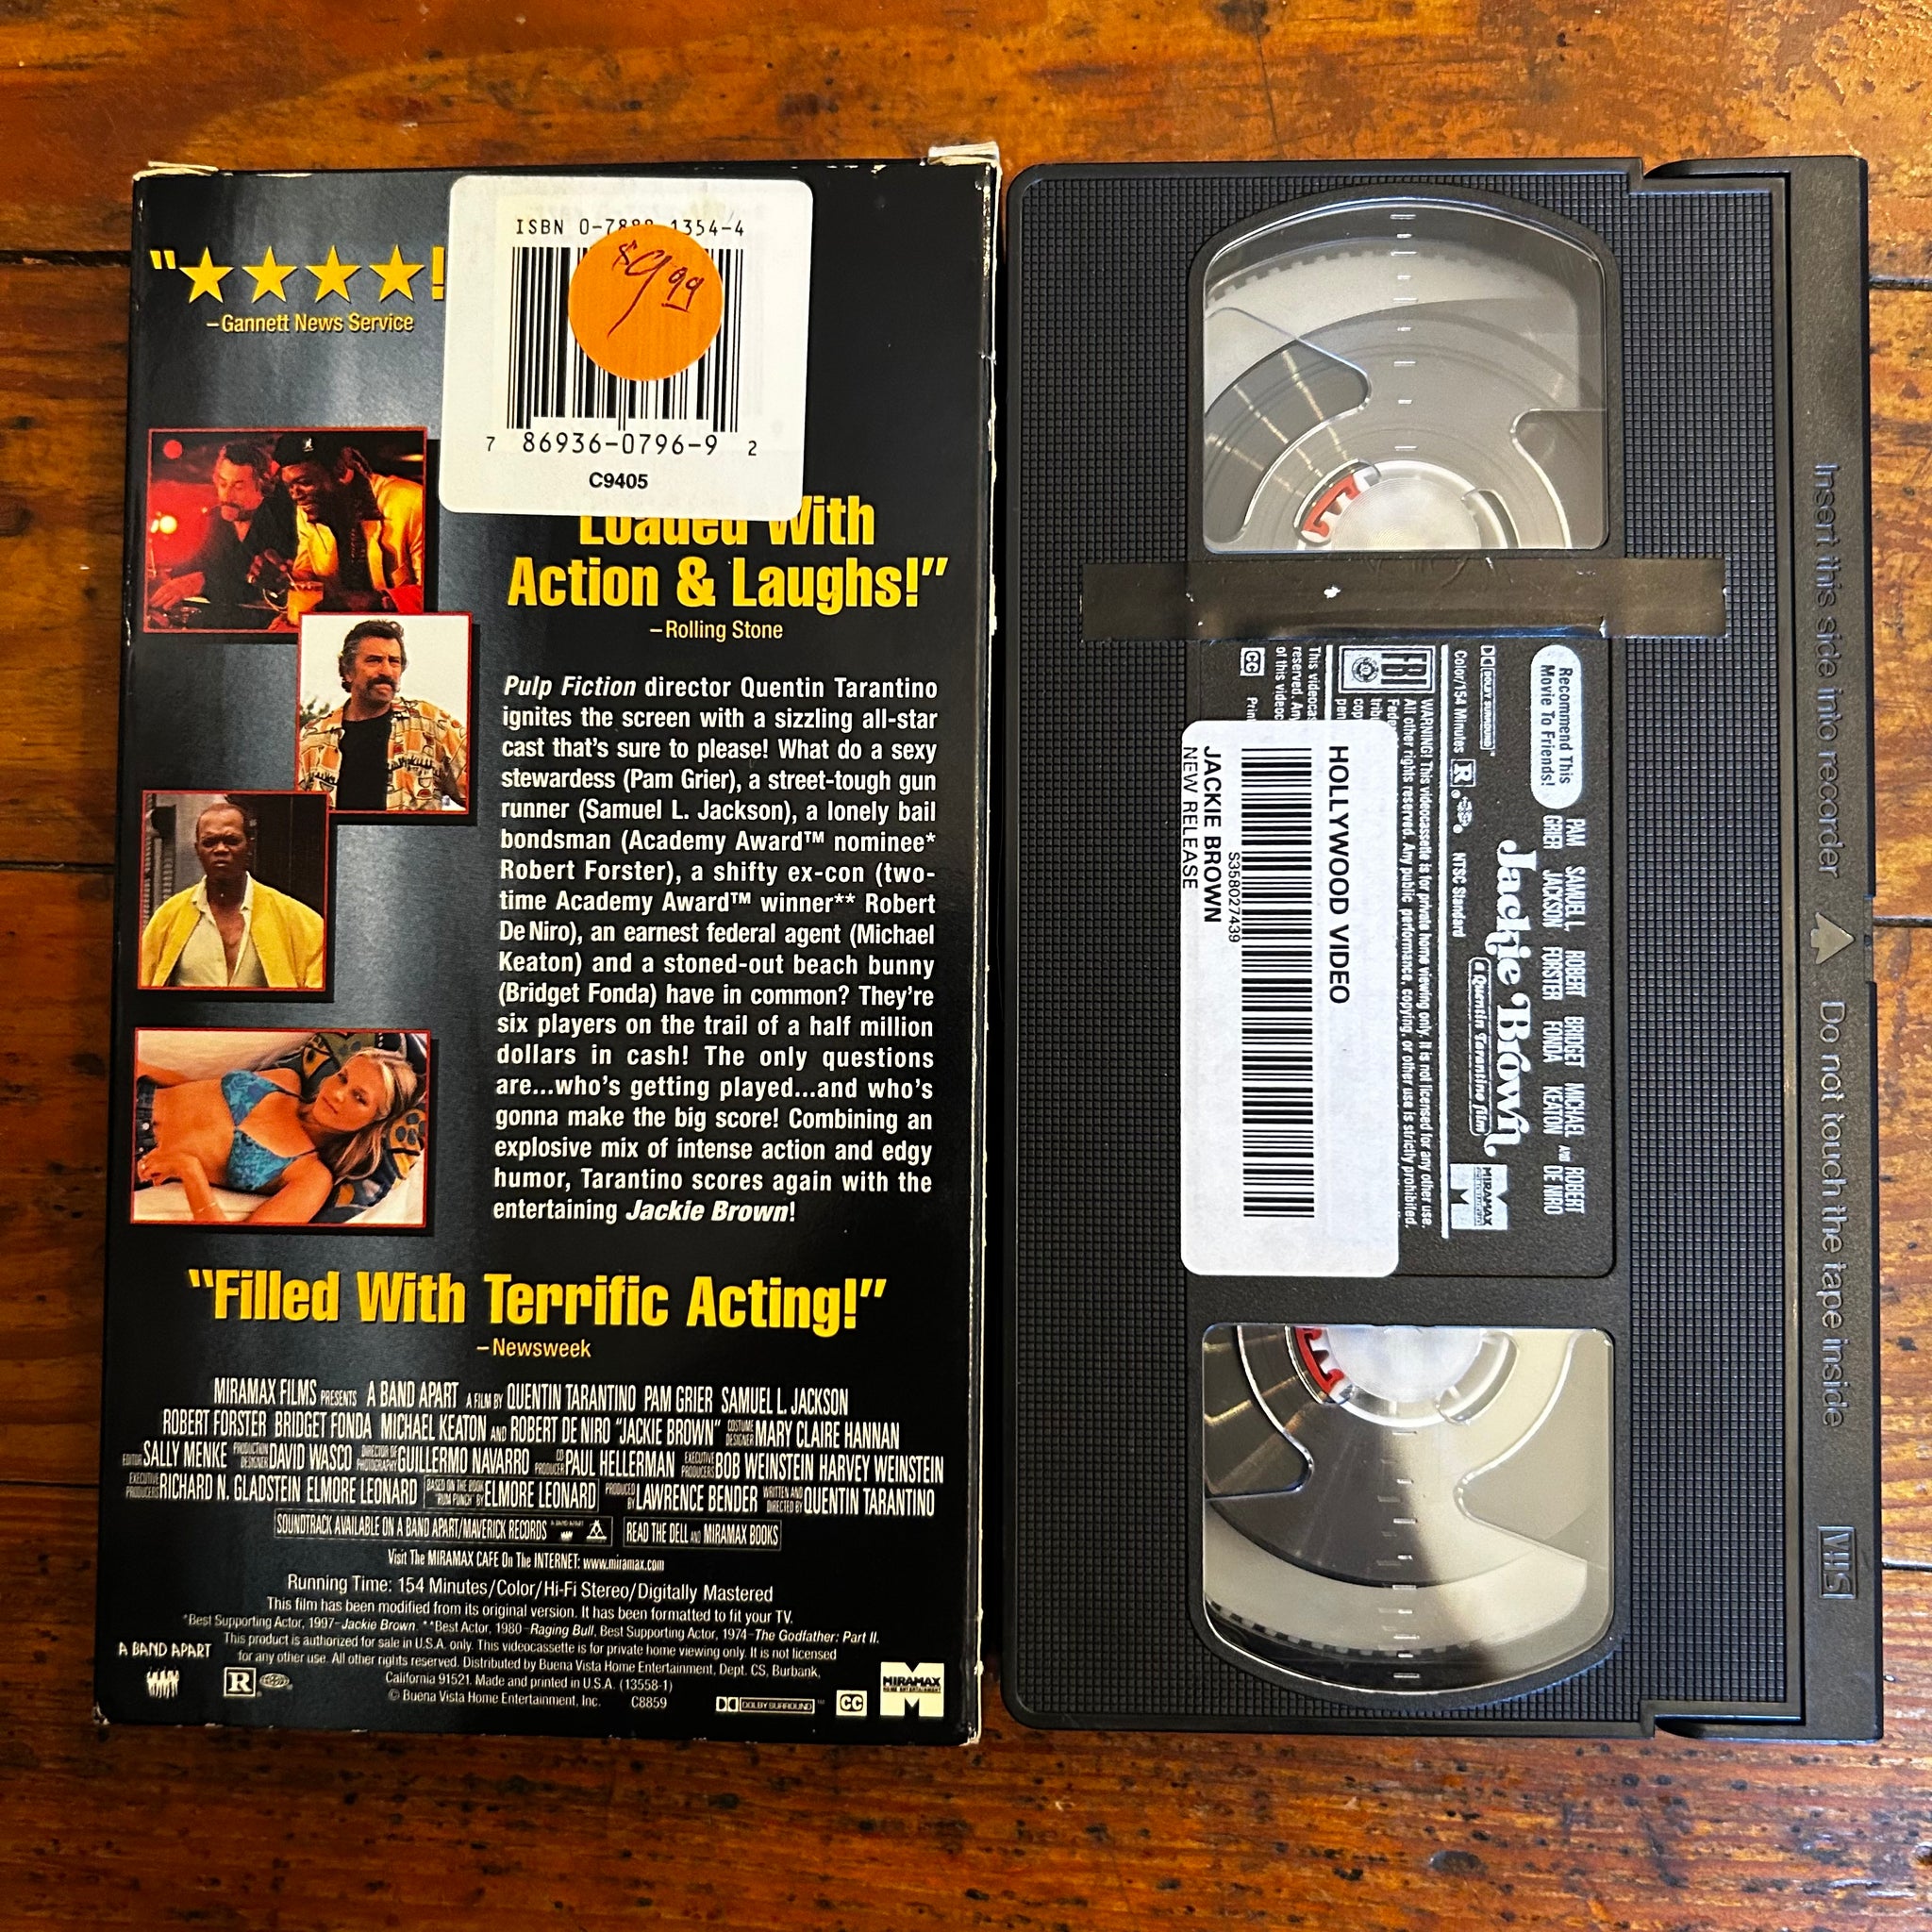 "★★★★!
–Gannett News Service
ISBN 0-7888-1354-4
$9.99
7 86936-0796-9 2
C9405
Loaded With
Action & Laughs!"
–Rolling Stone
Pulp Fiction director Quentin Tarantino
ignites the screen with a sizzling all-star
cast that's sure to please! What do a sexy
stewardess (Pam Grier), a street-tough gun
runner (Samuel L. Jackson), a lonely bail
bondsman (Academy Award™ nominee*
Robert Forster), a shifty ex-con (two-
time Academy Award™ winner** Robert
De Niro), an earnest federal agent (Michael
Keaton) and a stoned-out beach bunny
(Bridget Fonda) have in common? They're
six players on the trail of a half million
dollars in cash! The only questions
are...who's getting played...and who's
gonna make the big score! Combining an
explosive mix of intense action and edgy
humor, Tarantino scores again with the
entertaining Jackie Brown!
"Filled With Terrific Acting!"
–Newsweek
MIRAMAX FILMS PRESENTS A BAND APART A FILM BY QUENTIN TARANTINO PAM GRIER SAMUEL L. JACKSON
ROBERT FORSTER BRIDGET FONDA MICHAEL KEATON AND ROBERT DE NIRO "JACKIE BROWN" COSTUME DESIGNER MARY CLAIRE HANNAN
EDITOR SALLY MENKE PRODUCTION DESIGNER DAVID WASCO DIRECTOR OF PHOTOGRAPHY GUILLERMO NAVARRO CO PRODUCER PAUL HELLERMAN EXECUTIVE PRODUCERS BOB WEINSTEIN HARVEY WEINSTEIN
EXECUTIVE PRODUCERS RICHARD N. GLADSTEIN ELMORE LEONARD BASED ON THE BOOK "RUM PUNCH" BY ELMORE LEONARD PRODUCED BY LAWRENCE BENDER WRITTEN AND DIRECTED BY QUENTIN TARANTINO
SOUNDTRACK AVAILABLE ON A BAND APART/MAVERICK RECORDS READ THE DELL AND MIRAMAX BOOKS
Visit The MIRAMAX CAFE On The INTERNET: www.miramax.com
Running Time: 154 Minutes/Color/Hi-Fi Stereo/Digitally Mastered
This film has been modified from its original version. It has been formatted to fit your TV.
*Best Supporting Actor, 1997–Jackie Brown. **Best Actor, 1980–Raging Bull, Best Supporting Actor, 1974–The Godfather: Part II.
This product is authorized for sale in U.S.A. only. This videocassette is for private home viewing only. It is not licensed
for any other use. All other rights reserved. Distributed by Buena Vista Home Entertainment, Dept. CS, Burbank,
California 91521. Made and printed in U.S.A. (13558-1)
© Buena Vista Home Entertainment, Inc. C8859
A BAND APART
R
DOLBY SURROUND
CC
MIRAMAX
HOME ENTERTAINMENT
Recommend This
Movie To Friends!
PAM GRIER SAMUEL L. JACKSON ROBERT FORSTER BRIDGET FONDA MICHAEL KEATON AND ROBERT DE NIRO
Jackie Brown
a Quentin Tarantino film
MIRAMAX
DOLBY SURROUND
Color/154 Minutes R NTSC Standard
FBI
WARNING! This videocassette is for private home viewing only. It is not licensed for any other use.
All other rights reserved. Any public performance, copying, or other use is strictly prohibited.
This videocas
reserved. Any
of this videoc
CC
HOLLYWOOD VIDEO
S358027439
JACKIE BROWN
NEW RELEASE
Insert this side into recorder Do not touch the tape inside
VHS